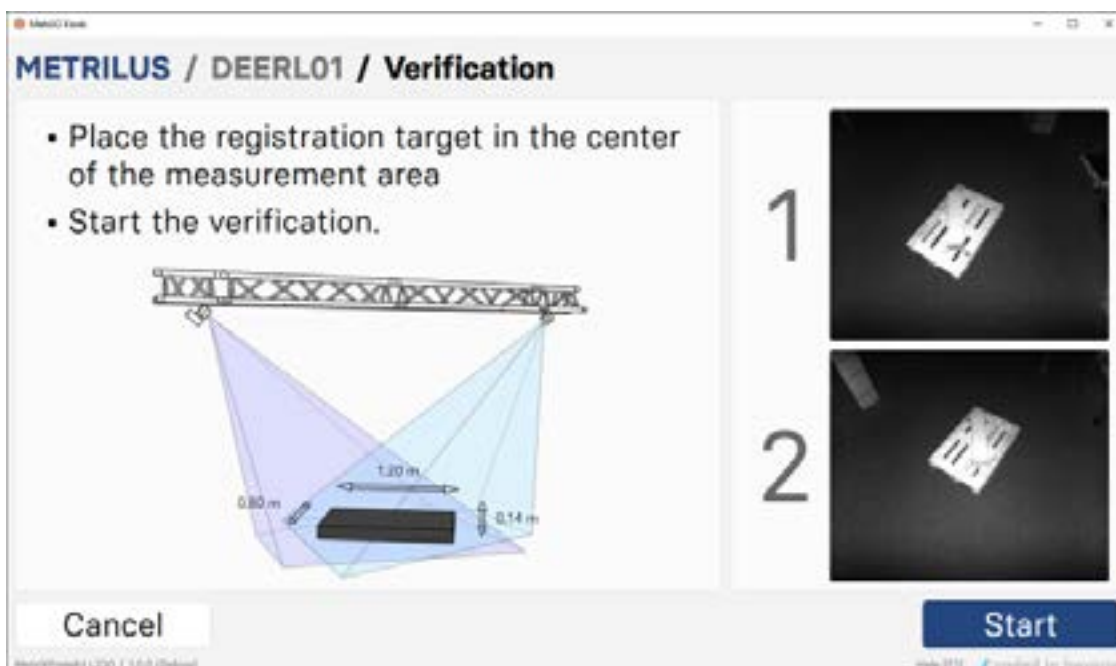 METRILUS / DEERL01 / Verification
▪ Place the registration target in the center
of the measurement area
▪ Start the verification.
1
1.20 m
0.80 m
0.14 m
2
Cancel
Start